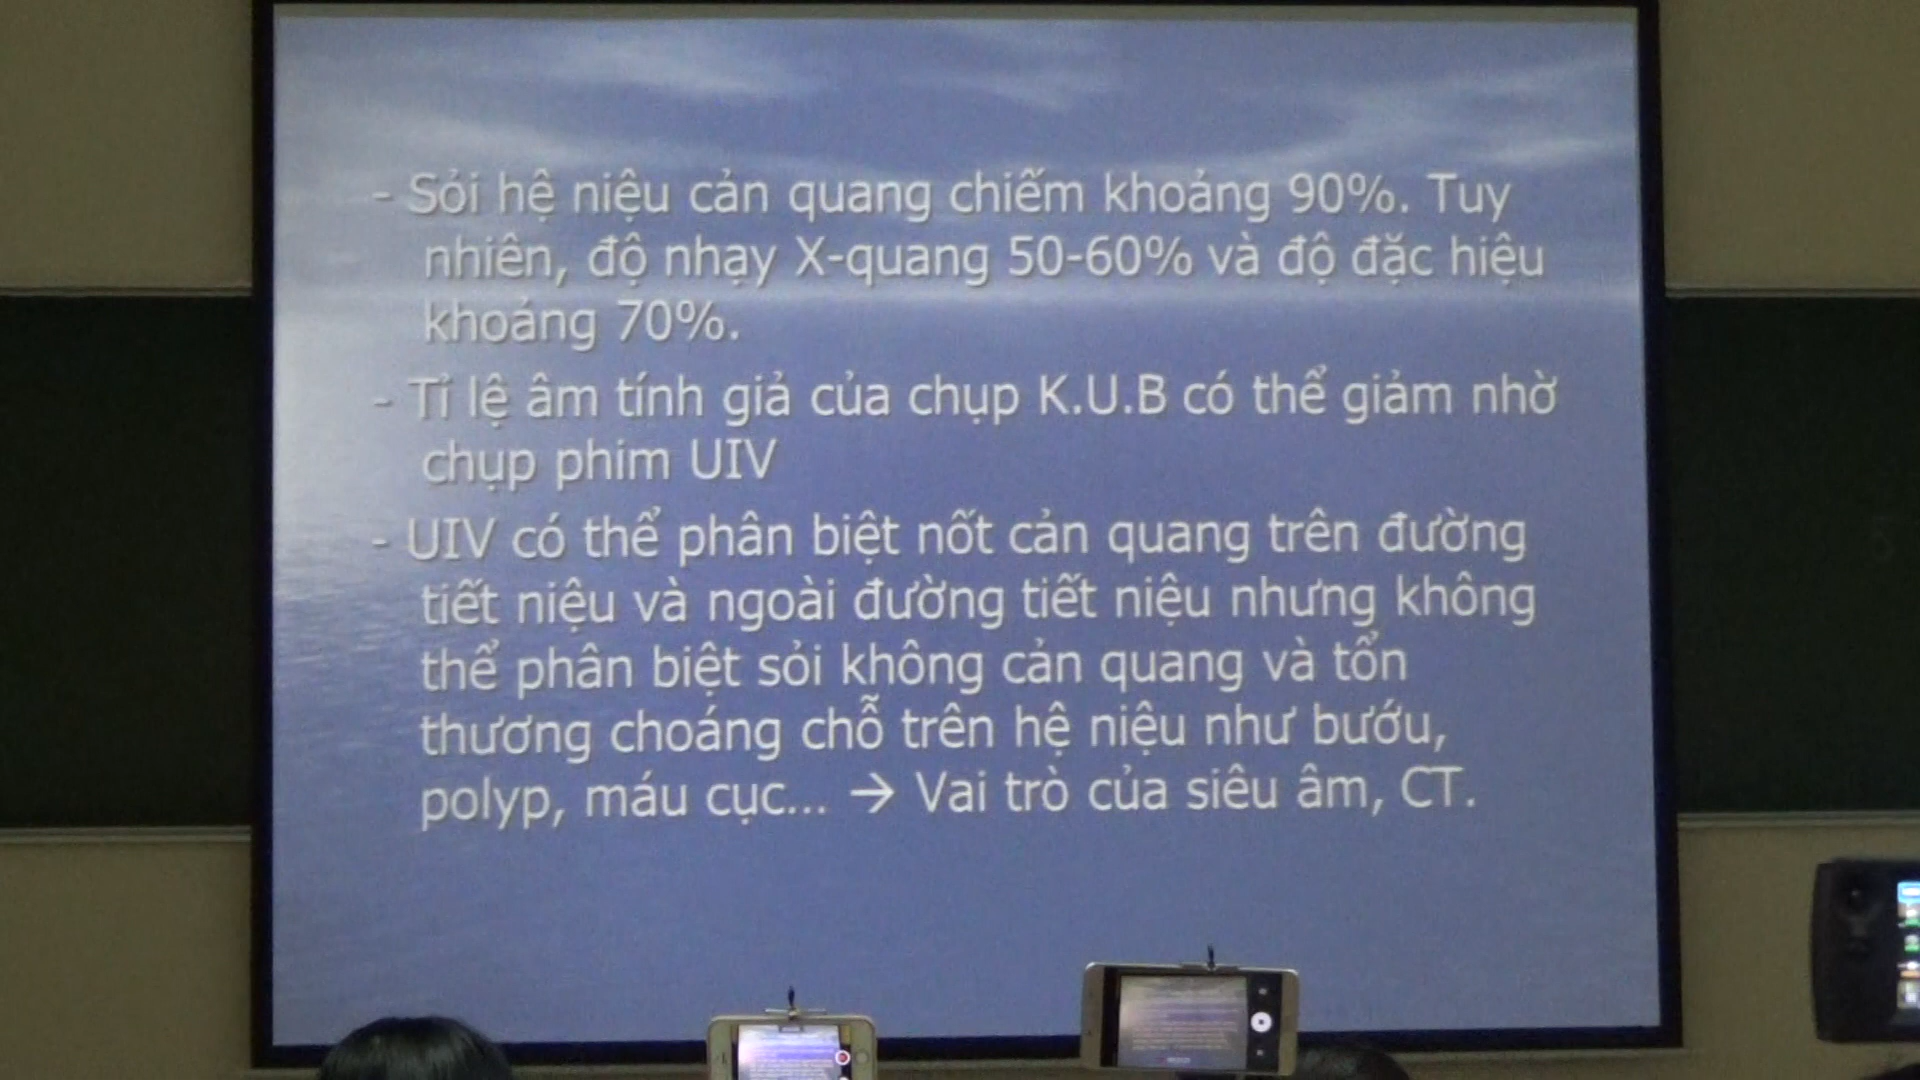 - Sỏi hệ niệu cản quang chiếm khoảng 90%. Tuy
nhiên, độ nhạy X-quang 50-60% và độ đặc hiệu
khoảng 70%.
- Tỉ lệ âm tính giả của chụp K.U.B có thể giảm nhờ
chụp phim UIV
- UIV có thể phân biệt nốt cản quang trên đường
tiết niệu và ngoài đường tiết niệu nhưng không
thể phân biệt sỏi không cản quang và tổn
thương choáng chỗ trên hệ niệu như bướu,
polyp, máu cục... → Vai trò của siêu âm, CT.